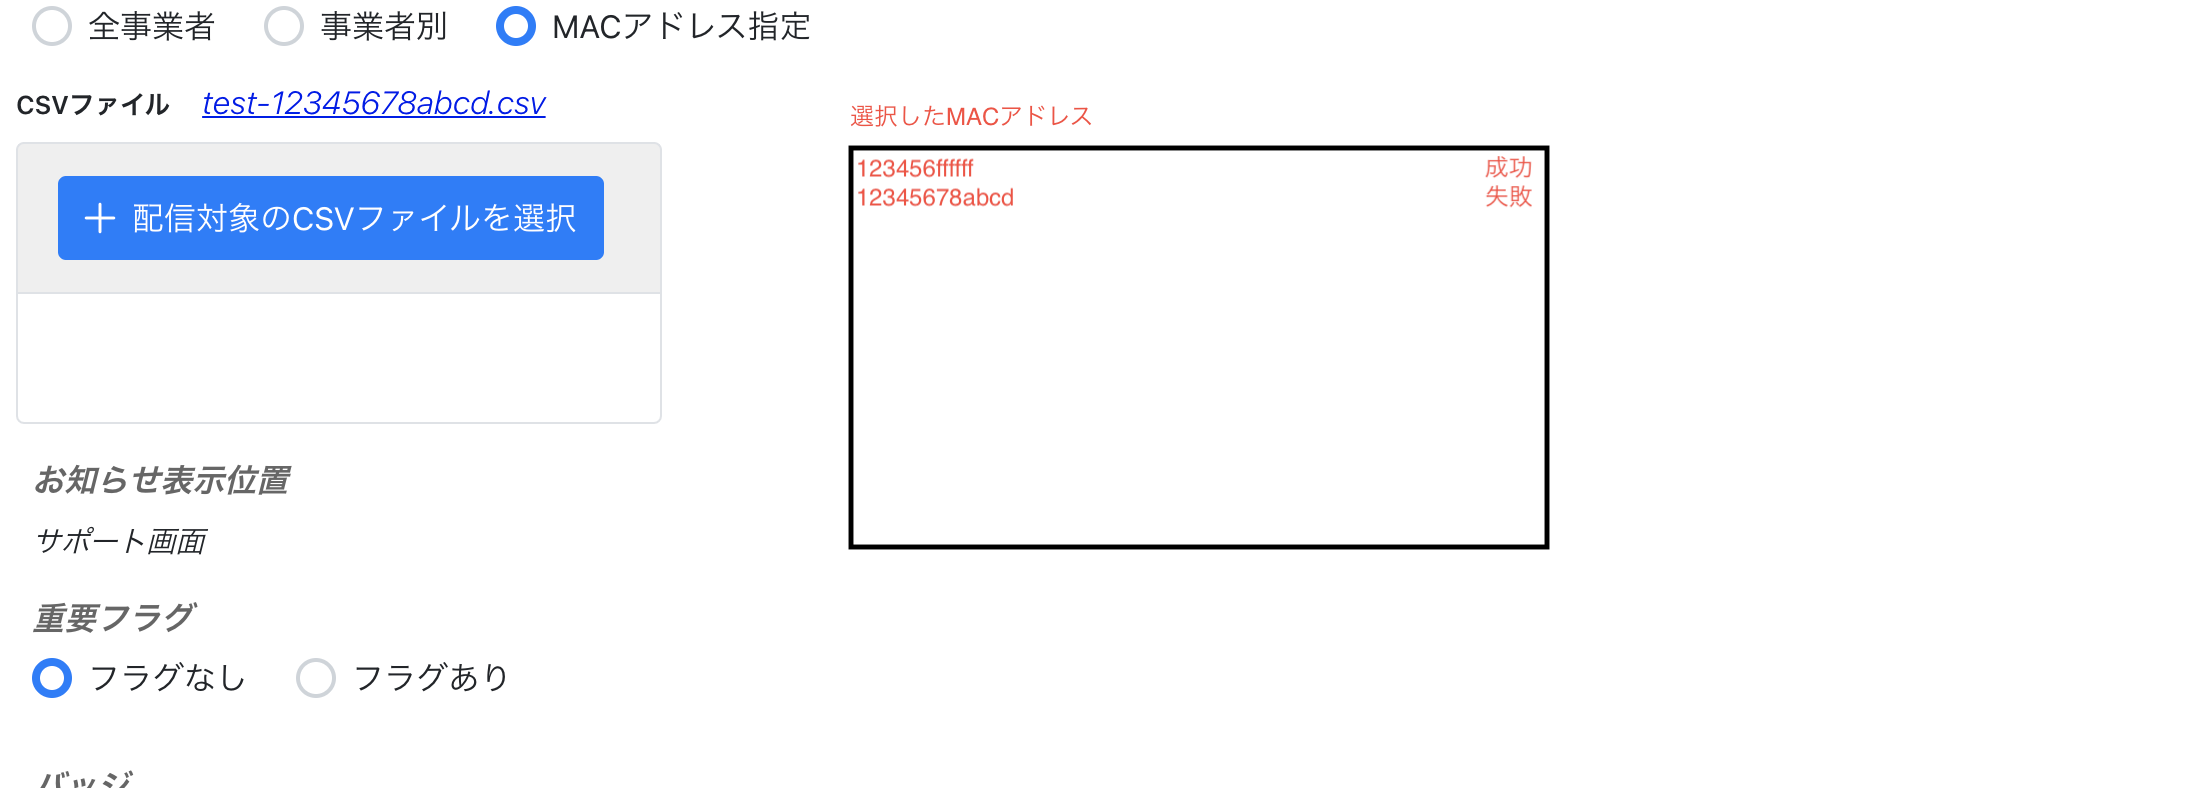 全事業者 事業者別 MACアドレス指定
CSVファイル test-12345678abcd.csv
+ 配信対象のCSVファイルを選択
選択したMACアドレス
123456ffffff 成功
12345678abcd 失敗
お知らせ表示位置
サポート画面
重要フラグ
フラグなし フラグあり
バッジ